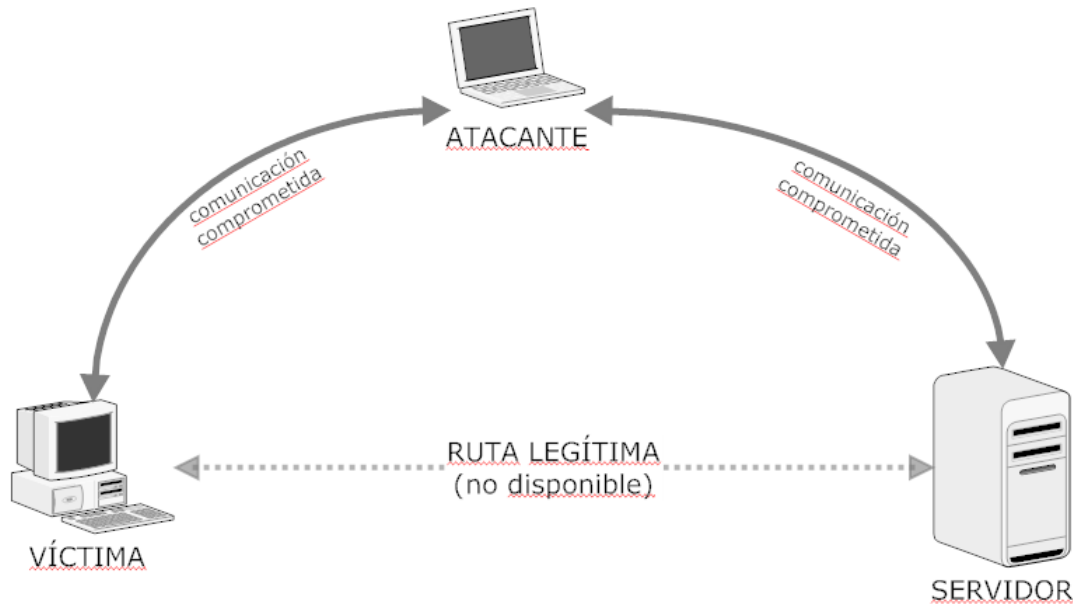 ATACANTE
comunicación
comprometida
comunicación
comprometida
RUTA LEGÍTIMA
(no disponible)
VÍCTIMA
SERVIDOR